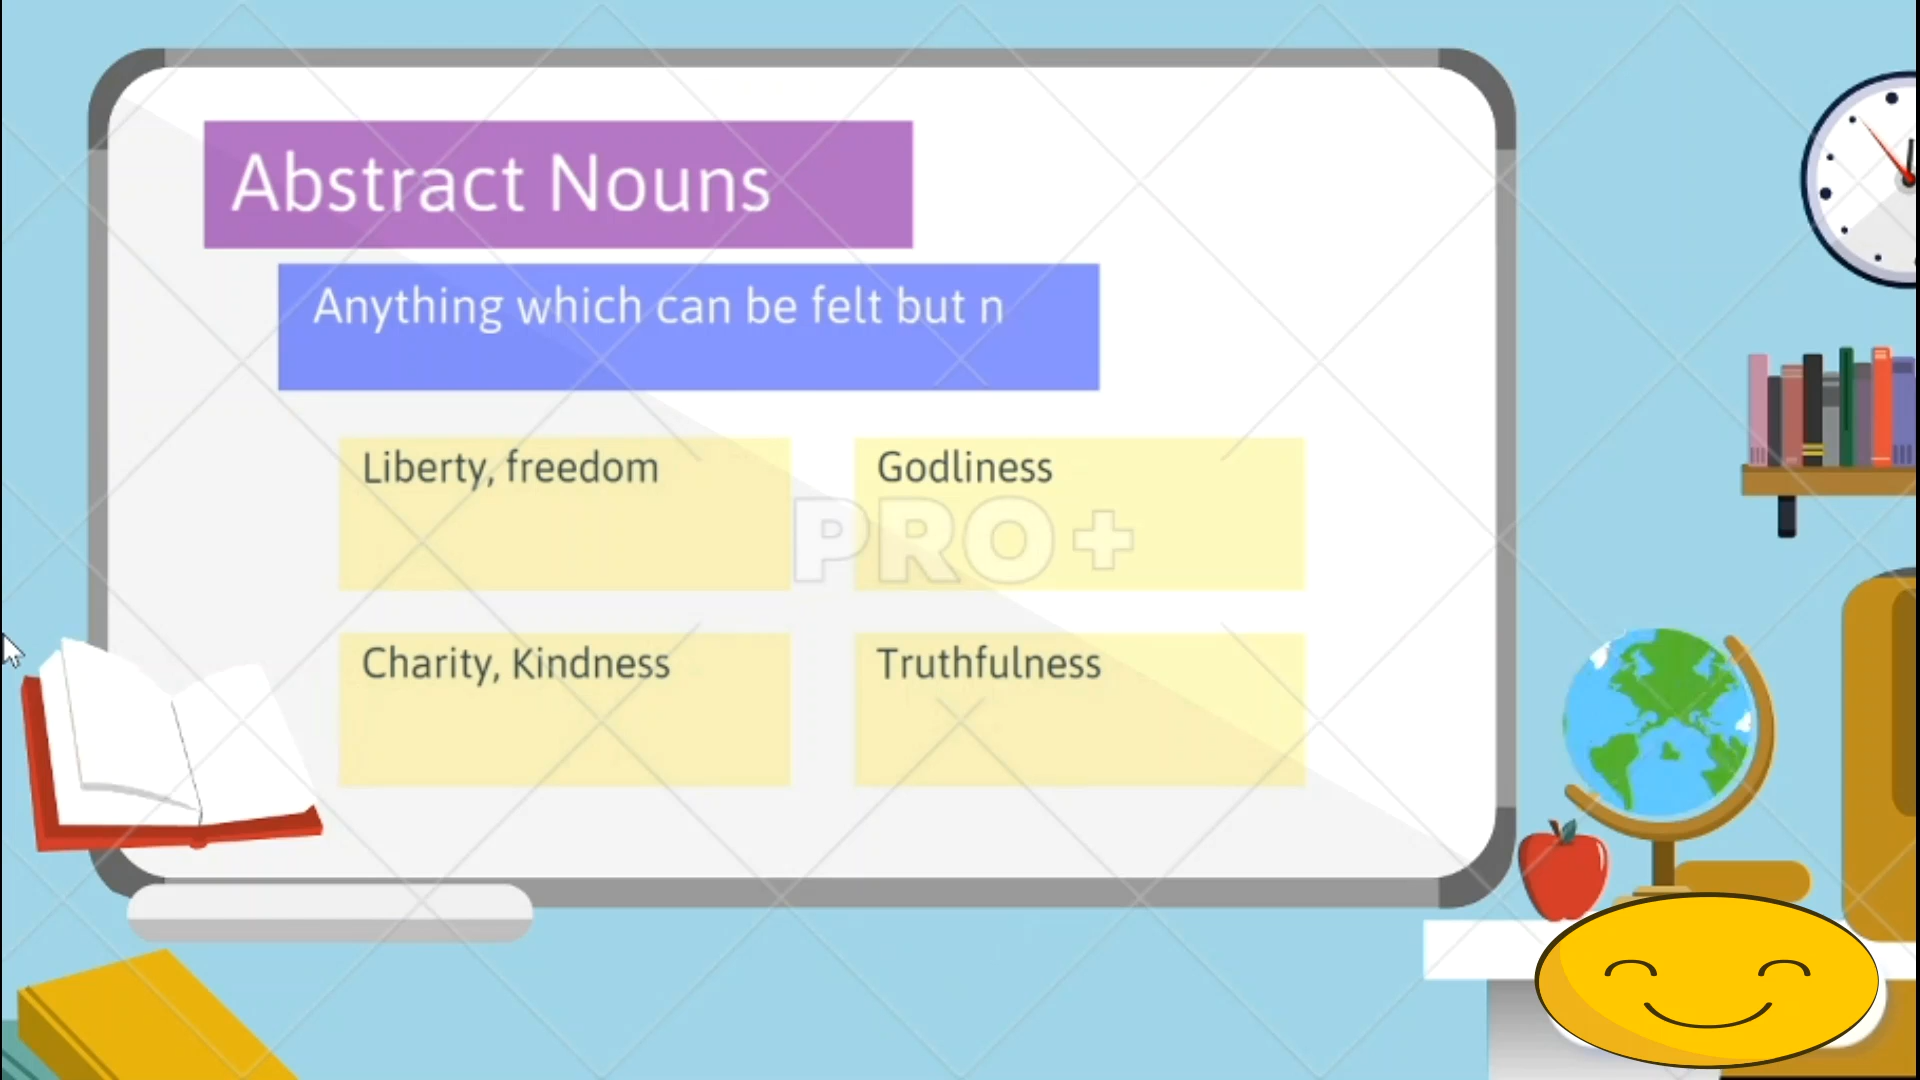 Abstract Nouns
Anything which can be felt but n
Liberty, freedom
Godliness
PRO+
Charity, Kindness
Truthfulness